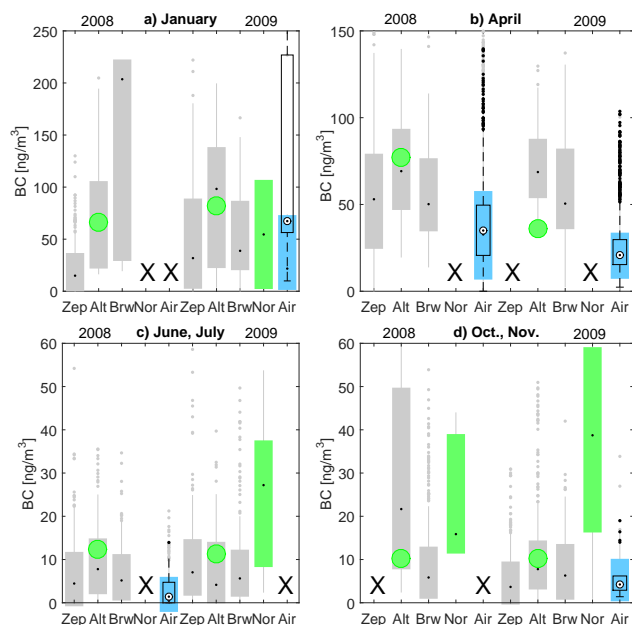 2008 a) January 2009
250
200
150
100
50
0
BC [ng/m³]
X X
Zep Alt Brw Nor Air Zep Alt Brw Nor Air
2008 b) April 2009
150
100
50
0
BC [ng/m³]
X X X
Zep Alt Brw Nor Air Zep Alt Brw Nor Air
2008 c) June, July 2009
60
50
40
30
20
10
0
BC [ng/m³]
X X
Zep Alt Brw Nor Air Zep Alt Brw Nor Air
2008 d) Oct., Nov. 2009
60
50
40
30
20
10
0
BC [ng/m³]
X X
Zep Alt Brw Nor Air Zep Alt Brw Nor Air